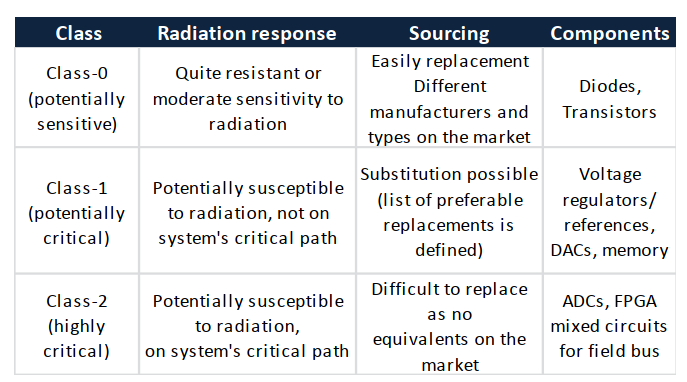 Class Radiation response Sourcing Components
Class-0
(potentially
sensitive)
Quite resistant or
moderate sensitivity to
radiation
Easily replacement
Different
manufacturers and
types on the market
Diodes,
Transistors
Class-1
(potentially
critical)
Potentially susceptible
to radiation, not on
system's critical path
Substitution possible
(list of preferable
replacements is
defined)
Voltage
regulators/
references,
DACs, memory
Class-2
(highly
critical)
Potentially susceptible
to radiation,
on system's critical path
Difficult to replace
as no
equivalents on the
market
ADCs, FPGA
mixed circuits
for field bus